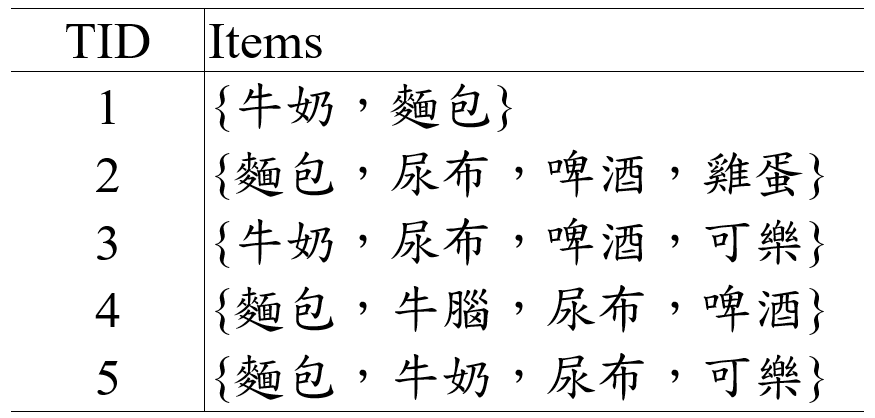 TID Items
1 {牛奶，麵包}
2 {麵包，尿布，啤酒，雞蛋}
3 {牛奶，尿布，啤酒，可樂}
4 {麵包，牛腦，尿布，啤酒}
5 {麵包，牛奶，尿布，可樂}